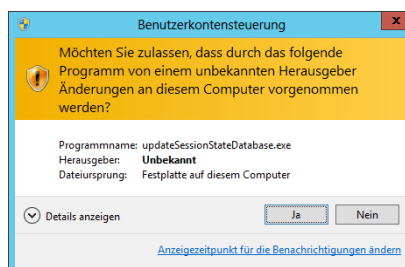 Benutzerkontensteuerung
x
Möchten Sie zulassen, dass durch das folgende
Programm von einem unbekannten Herausgeber
Änderungen an diesem Computer vorgenommen
werden?
Programmname: updateSessionStateDatabase.exe
Herausgeber: Unbekannt
Dateiursprung: Festplatte auf diesem Computer
Details anzeigen Ja Nein
Anzeigezeitpunkt für die Benachrichtigungen ändern